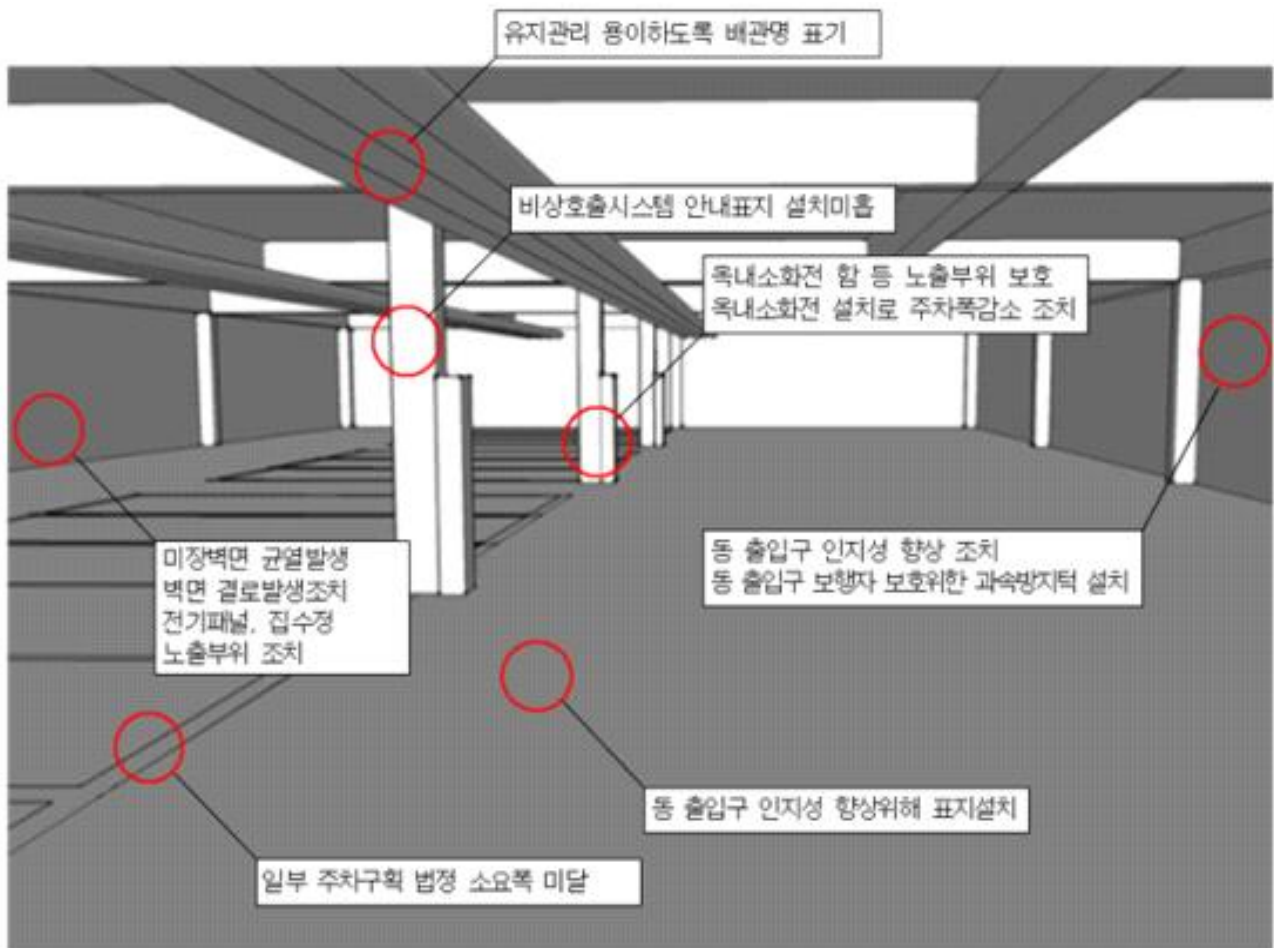 유지관리 용이하도록 배관명 표기
비상호출시스템 안내표지 설치미흡
옥내소화전 함 등 노출부위 보호
옥내소화전 설치로 주차폭감소 조치
미장벽면 균열발생
벽면 결로발생조치
전기패널, 집수정
노출부위 조치
동 출입구 인지성 향상 조치
동 출입구 보행자 보호위한 과속방지턱 설치
동 출입구 인지성 향상위해 표지설치
일부 주차구획 법정 소요폭 미달